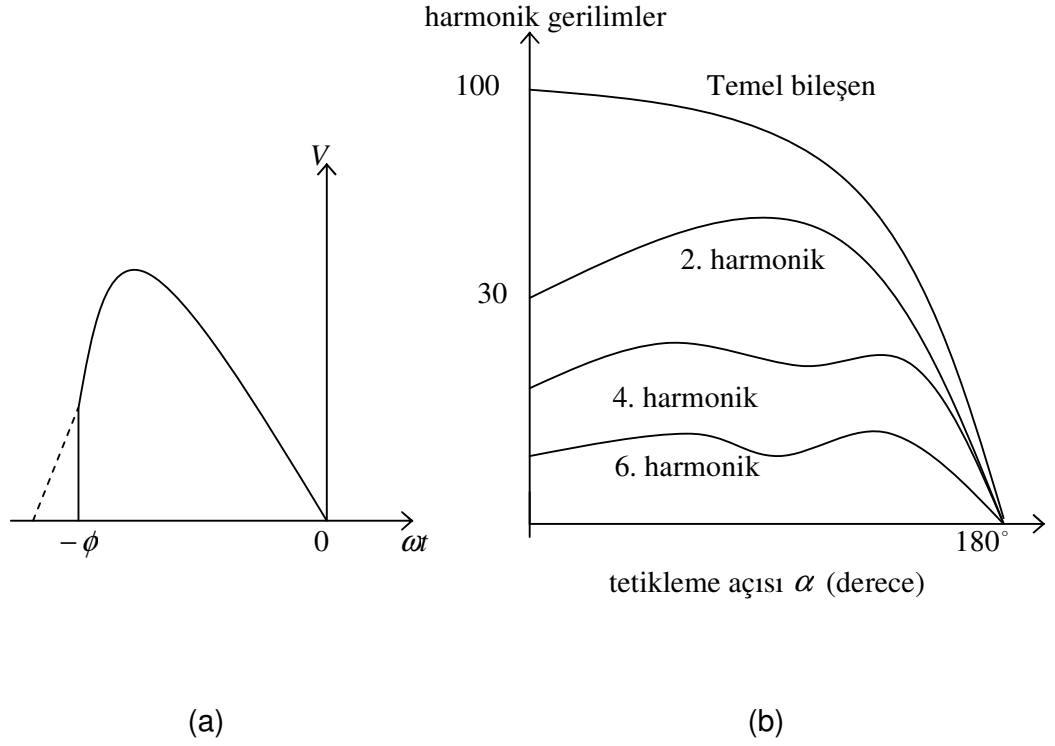 harmonik gerilimler
100
Temel bileşen
V
2. harmonik
30
4. harmonik
6. harmonik
−ϕ
0
ωt
180°
tetikleme açısı α (derece)
(a)
(b)